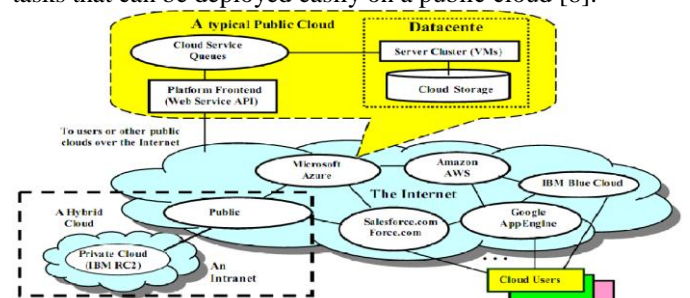 tasks that can be deployed easily on a public cloud [8].
A typical Public Cloud
Datacente
Cloud Service
Queues
Server Cluster (VMs)
Platform Frontend
(Web Service API)
Cloud Storage
To users or other public
clouds over the Internet
Microsoft
Azure
Amazon
AWS
IBM Blue Cloud
The Internet
A Hybrid
Cloud
Public
Salesforce.com
Force.com
Google
AppEngine
Private Cloud
(IBM RC2)
An
Intranet
. . .
Cloud Users